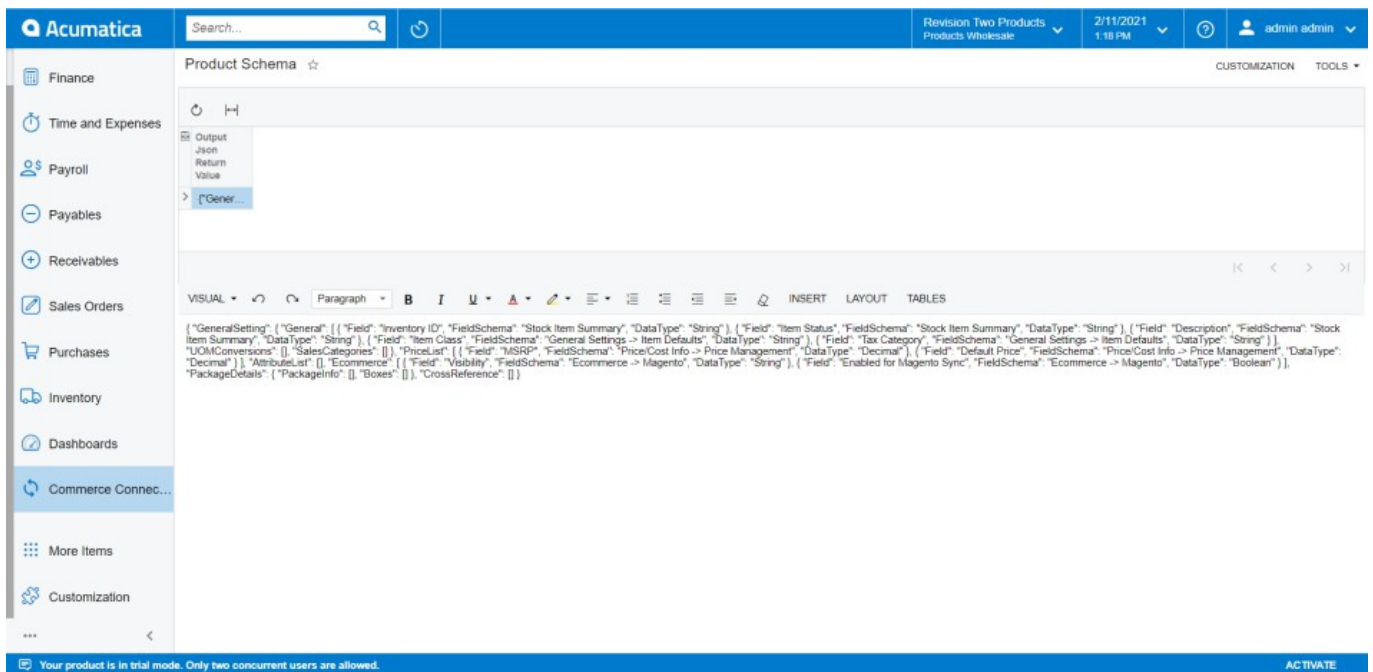 Acumatica
Search...
Revision Two Products
Products Wholesale
2/11/2021
1:18 PM
admin admin
Finance
Time and Expenses
Payroll
Payables
Receivables
Sales Orders
Purchases
Inventory
Dashboards
Commerce Connec...
More Items
Customization
Product Schema
CUSTOMIZATION TOOLS
Output
Json
Return
Value
{"Gener...
VISUAL Paragraph B I U A INSERT LAYOUT TABLES
{ "GeneralSetting": { "General": [ { "Field": "Inventory ID", "FieldSchema": "Stock Item Summary", "DataType": "String" }, { "Field": "Item Status", "FieldSchema": "Stock Item Summary", "DataType": "String" }, { "Field": "Description", "FieldSchema": "Stock
Item Summary", "DataType": "String" }, { "Field": "Item Class", "FieldSchema": "General Settings -> Item Defaults", "DataType": "String" }, { "Field": "Tax Category", "FieldSchema": "General Settings -> Item Defaults", "DataType": "String" } ],
"UOMConversions": [], "SalesCategories": [] }, "PriceList": [ { "Field": "MSRP", "FieldSchema": "Price/Cost Info -> Price Management", "DataType": "Decimal" }, { "Field": "Default Price", "FieldSchema": "Price/Cost Info -> Price Management", "DataType":
"Decimal" } ], "AttributeList": [], "Ecommerce": [ { "Field": "Visibility", "FieldSchema": "Ecommerce -> Magento", "DataType": "String" }, { "Field": "Enabled for Magento Sync", "FieldSchema": "Ecommerce -> Magento", "DataType": "Boolean" } ],
"PackageDetails": { "PackageInfo": [], "Boxes": [] }, "CrossReference": [] }
Your product is in trial mode. Only two concurrent users are allowed.
ACTIVATE